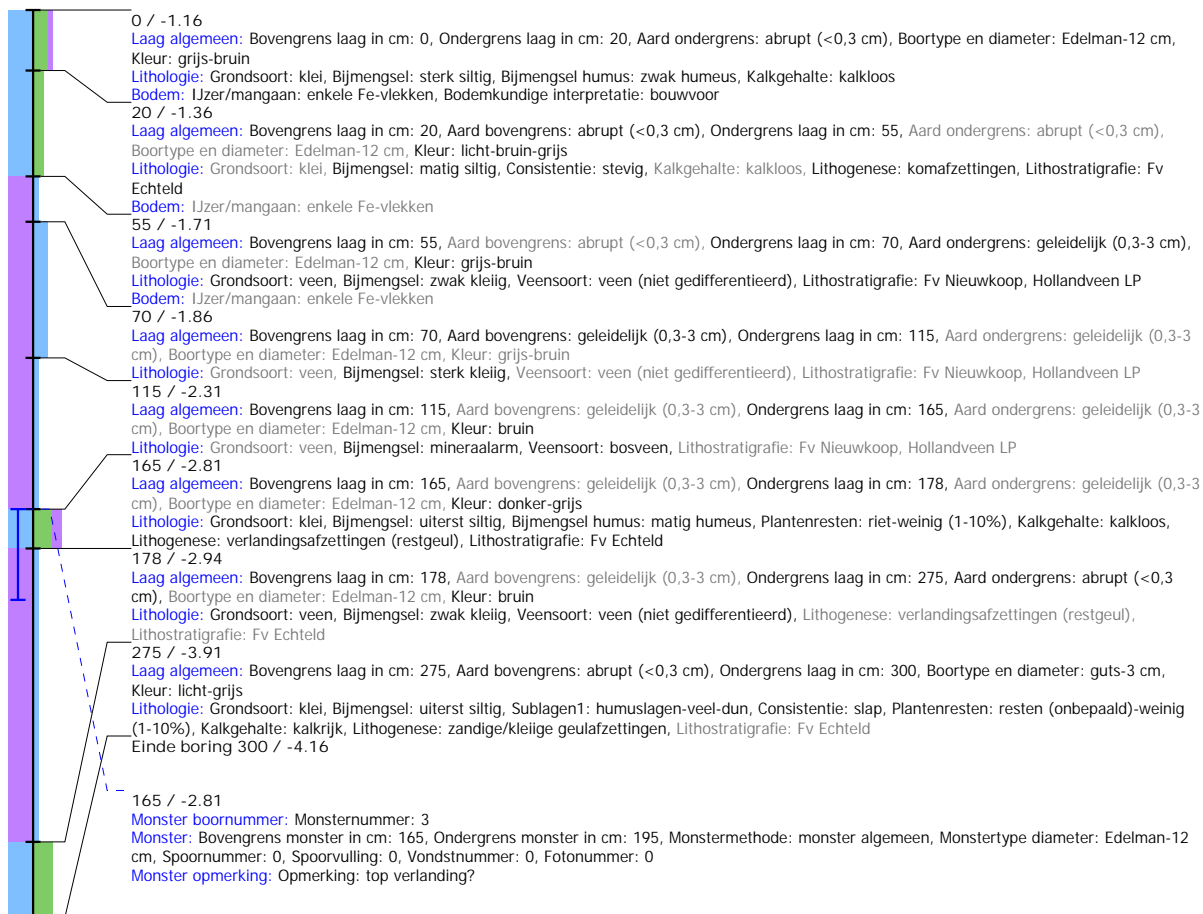 0 / -1.16
Laag algemeen: Bovengrens laag in cm: 0, Ondergrens laag in cm: 20, Aard ondergrens: abrupt (<0,3 cm), Boortype en diameter: Edelman-12 cm,
Kleur: grijs-bruin
Lithologie: Grondsoort: klei, Bijmengsel: sterk siltig, Bijmengsel humus: zwak humeus, Kalkgehalte: kalkloos
Bodem: IJzer/mangaan: enkele Fe-vlekken, Bodemkundige interpretatie: bouwvoor
20 / -1.36
Laag algemeen: Bovengrens laag in cm: 20, Aard bovengrens: abrupt (<0,3 cm), Ondergrens laag in cm: 55, Aard ondergrens: abrupt (<0,3 cm),
Boortype en diameter: Edelman-12 cm, Kleur: licht-bruin-grijs
Lithologie: Grondsoort: klei, Bijmengsel: matig siltig, Consistentie: stevig, Kalkgehalte: kalkloos, Lithogenese: komafzettingen, Lithostratigrafie: Fv
Echteld
Bodem: IJzer/mangaan: enkele Fe-vlekken
55 / -1.71
Laag algemeen: Bovengrens laag in cm: 55, Aard bovengrens: abrupt (<0,3 cm), Ondergrens laag in cm: 70, Aard ondergrens: geleidelijk (0,3-3 cm),
Boortype en diameter: Edelman-12 cm, Kleur: grijs-bruin
Lithologie: Grondsoort: veen, Bijmengsel: zwak kleiig, Veensoort: veen (niet gedifferentieerd), Lithostratigrafie: Fv Nieuwkoop, Hollandveen LP
Bodem: IJzer/mangaan: enkele Fe-vlekken
70 / -1.86
Laag algemeen: Bovengrens laag in cm: 70, Aard bovengrens: geleidelijk (0,3-3 cm), Ondergrens laag in cm: 115, Aard ondergrens: geleidelijk (0,3-3
cm), Boortype en diameter: Edelman-12 cm, Kleur: grijs-bruin
Lithologie: Grondsoort: veen, Bijmengsel: sterk kleiig, Veensoort: veen (niet gedifferentieerd), Lithostratigrafie: Fv Nieuwkoop, Hollandveen LP
115 / -2.31
Laag algemeen: Bovengrens laag in cm: 115, Aard bovengrens: geleidelijk (0,3-3 cm), Ondergrens laag in cm: 165, Aard ondergrens: geleidelijk (0,3-3
cm), Boortype en diameter: Edelman-12 cm, Kleur: bruin
Lithologie: Grondsoort: veen, Bijmengsel: mineraalarm, Veensoort: bosveen, Lithostratigrafie: Fv Nieuwkoop, Hollandveen LP
165 / -2.81
Laag algemeen: Bovengrens laag in cm: 165, Aard bovengrens: geleidelijk (0,3-3 cm), Ondergrens laag in cm: 178, Aard ondergrens: geleidelijk (0,3-3
cm), Boortype en diameter: Edelman-12 cm, Kleur: donker-grijs
Lithologie: Grondsoort: klei, Bijmengsel: uiterst siltig, Bijmengsel humus: matig humeus, Plantenresten: riet-weinig (1-10%), Kalkgehalte: kalkloos,
Lithogenese: verlandingsafzettingen (restgeul), Lithostratigrafie: Fv Echteld
178 / -2.94
Laag algemeen: Bovengrens laag in cm: 178, Aard bovengrens: geleidelijk (0,3-3 cm), Ondergrens laag in cm: 275, Aard ondergrens: abrupt (<0,3
cm), Boortype en diameter: Edelman-12 cm, Kleur: bruin
Lithologie: Grondsoort: veen, Bijmengsel: zwak kleiig, Veensoort: veen (niet gedifferentieerd), Lithogenese: verlandingsafzettingen (restgeul),
Lithostratigrafie: Fv Echteld
275 / -3.91
Laag algemeen: Bovengrens laag in cm: 275, Aard bovengrens: abrupt (<0,3 cm), Ondergrens laag in cm: 300, Boortype en diameter: guts-3 cm,
Kleur: licht-grijs
Lithologie: Grondsoort: klei, Bijmengsel: uiterst siltig, Sublagen1: humuslagen-veel-dun, Consistentie: slap, Plantenresten: resten (onbepaald)-weinig
(1-10%), Kalkgehalte: kalkrijk, Lithogenese: zandige/kleiige geulafzettingen, Lithostratigrafie: Fv Echteld
Einde boring 300 / -4.16
165 / -2.81
Monster boornummer: Monsternummer: 3
Monster: Bovengrens monster in cm: 165, Ondergrens monster in cm: 195, Monstermethode: monster algemeen, Monstertype diameter: Edelman-12
cm, Spoornummer: 0, Spoorvulling: 0, Vondstnummer: 0, Fotonummer: 0
Monster opmerking: Opmerking: top verlanding?